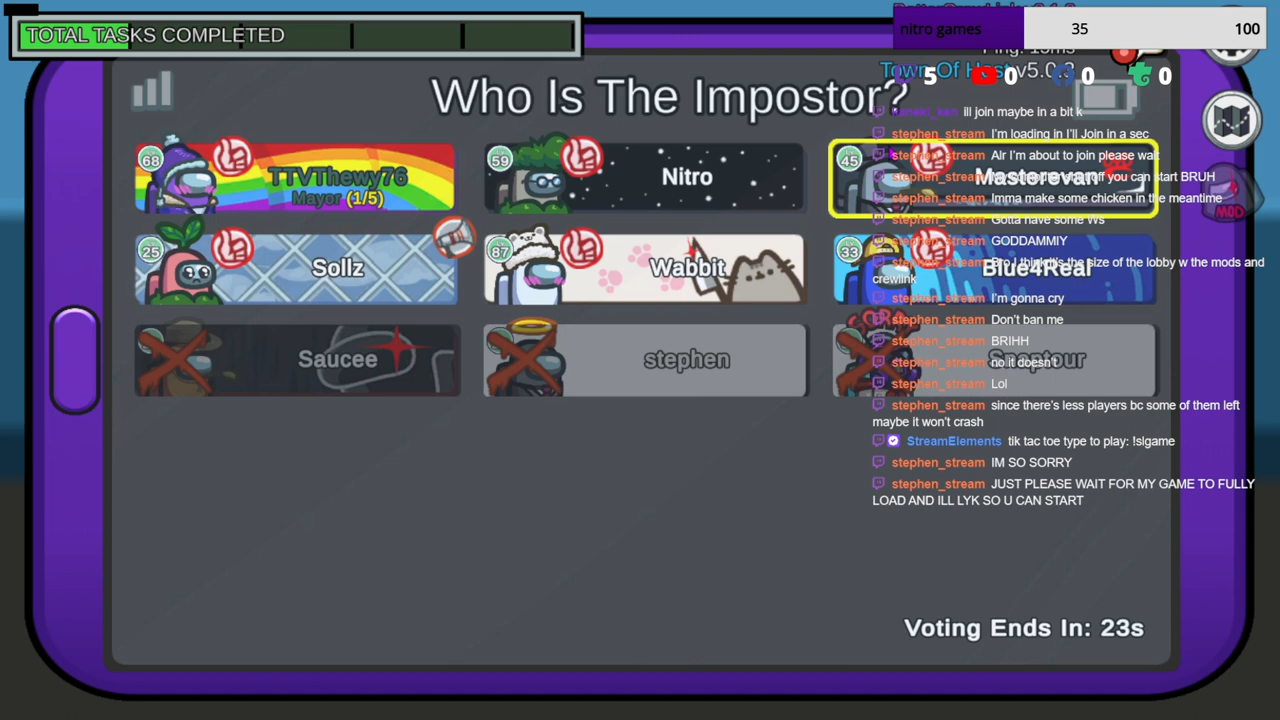 TOTAL TASKS COMPLETED
nitro games 35 100
Town Of Host v5.0.3
5 0 0 0
Who Is The Impostor?
ill join maybe in a bit k
stephen_stream I'm loading in I'll Join in a sec
stephen_stream Alr I'm about to join please wait
68 TTVThewy76
Mayor (1/5)
59 Nitro
45 Masterevan
you can start BRUH
stephen_stream Imma make some chicken in the meantime
stephen_stream Gotta have some Ws
MOD
stephen_stream GODDAMMIY
25 Sollz
87 Wabbit
33 Blue4Real
the size of the lobby w the mods and
crewlink
stephen_stream I'm gonna cry
stephen_stream Don't ban me
stephen_stream BRIHH
Saucee
stephen
stephen_stream no it doesn't
stephen_stream Lol
stephen_stream since there's less players bc some of them left
maybe it won't crash
StreamElements tik tac toe type to play: !slgame
stephen_stream IM SO SORRY
stephen_stream JUST PLEASE WAIT FOR MY GAME TO FULLY
LOAD AND ILL LYK SO U CAN START
Voting Ends In: 23s